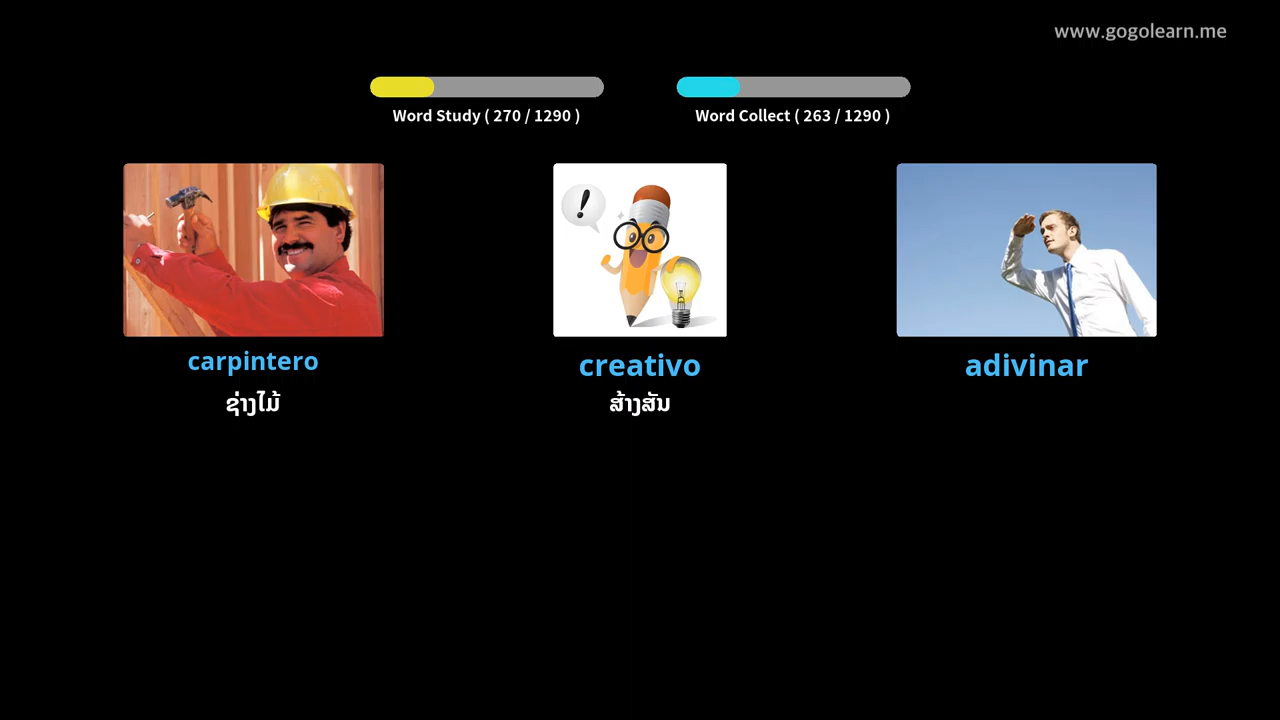 www.gogolearn.me
Word Study ( 270 / 1290 )
Word Collect ( 263 / 1290 )
!
carpintero
creativo
adivinar
ຊ່າງໄມ້
ສ້າງສັນ